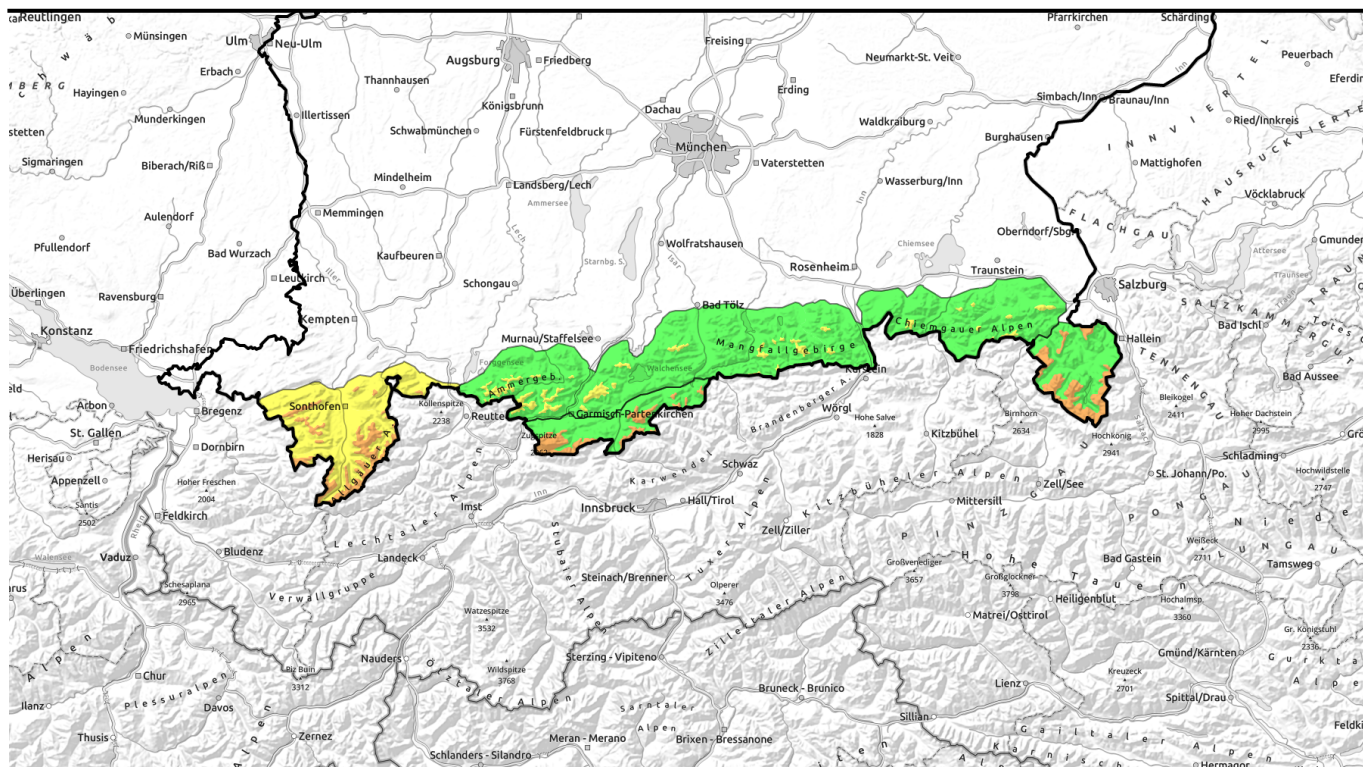 Reutlingen
Münsingen
Ulm
Neu-Ulm
Erbach
Hayingen
Munderkingen
Sigmaringen
Biberach/Riß
Illertissen
Thannhausen
Augsburg
Friedberg
Königsbrunn
Schwabmünchen
Fürstenfeldbruck
Dachau
Freising
Erding
München
Vaterstetten
Neumarkt-St. Veit
Pfarrkirchen
Schärding
Peuerbach
Simbach/Inn
Braunau/Inn
INNVIERTEL
HAUSRUCKVIERTE
Ried/Innkreis
Waldkraiburg
Burghausen
Mattighofen
Vöcklabruck
Mindelheim
Landsberg/Lech
Ammersee
Wasserburg/Inn
Inn
Inn
Memmingen
Aulendorf
Pfullendorf
Bad Wurzach
Leutkirch
Iller
Kaufbeuren
Lech
Starnbg. S.
Isar
Wolfratshausen
Rosenheim
Chiemsee
Traunstein
Oberndorf/Sbg.
FLACHGAU
Attersee
Traunsee
Salzburg
SALZKAMMERGUT
Bad Ischl
Überlingen
Ravensburg
Konstanz
Friedrichshafen
Bodensee
Kempten
Schongau
Murnau/Staffelsee
Bad Tölz
Forggensee
Walchensee
Mangfallgebirge
Chiemgauer Alpen
Hallein
TENNENGAU
Totes
Bad Aussee
Arbon
Bregenz
Sonthofen
Ammergeb.
Köllenspitze
2238
Reutte
Garmisch-Partenkirchen
Zugspitze
Kufstein
Brandenberger A.
Wörgl
Hohe Salve
1828
Kitzbühel
Birnhorn
2634
Hochkönig
2941
Bleikogel
2411
Hoher Dachstein
2995
Schladming
St. Gallen
Herisau
Appenzell
Säntis
2502
Dornbirn
Hoher Freschen
2004
Feldkirch
Rhein
Allgäuer A
Lechtaler Alpen
Imst
Inn
Innsbruck
Karwendel
Schwaz
Hall/Tirol
Kitzbüheler Alpen
Zell/See
Mittersill
St. Johann/Po.
Hochwildstelle
2747
PINZGAU
PONGAU
Niede
Walensee
Vaduz
Bludenz
Landeck
Verwallgruppe
Schesaplana
2965
Stubaier Alpen
Tuxer Alpen
Zell/Ziller
Steinach/Brenner
Olperer
3476
Zillertaler Alpen
Großvenediger
3657
Hohe Tauern
Großglockner
3798
Heiligenblut
Bad Gastein
Weißeck
2711
LUNGAU
Tamsweg
Matrei/Osttirol
Hochalmsp.
3360
Gr. Königstuhl
2336
Watzespitze
3532
Nauders
Ötztaler Alpen
Wildspitze
3768
Sterzing - Vipiteno
Piz Buin
3312
Chur
Plessuralpen
Davos
Ilanz
Alpen
Thusis
Zernez
Alpen
Schlanders - Silandro
Meran - Merano
Sarntaler
Alpen
Bruneck - Brunico
Brixen - Bressanone
Sillian
Lienz
Kreuzeck
2701
Gmünd/Kärnten
Spittal/Drau
Gailtaler Alpen
Karnisch
Hermagor